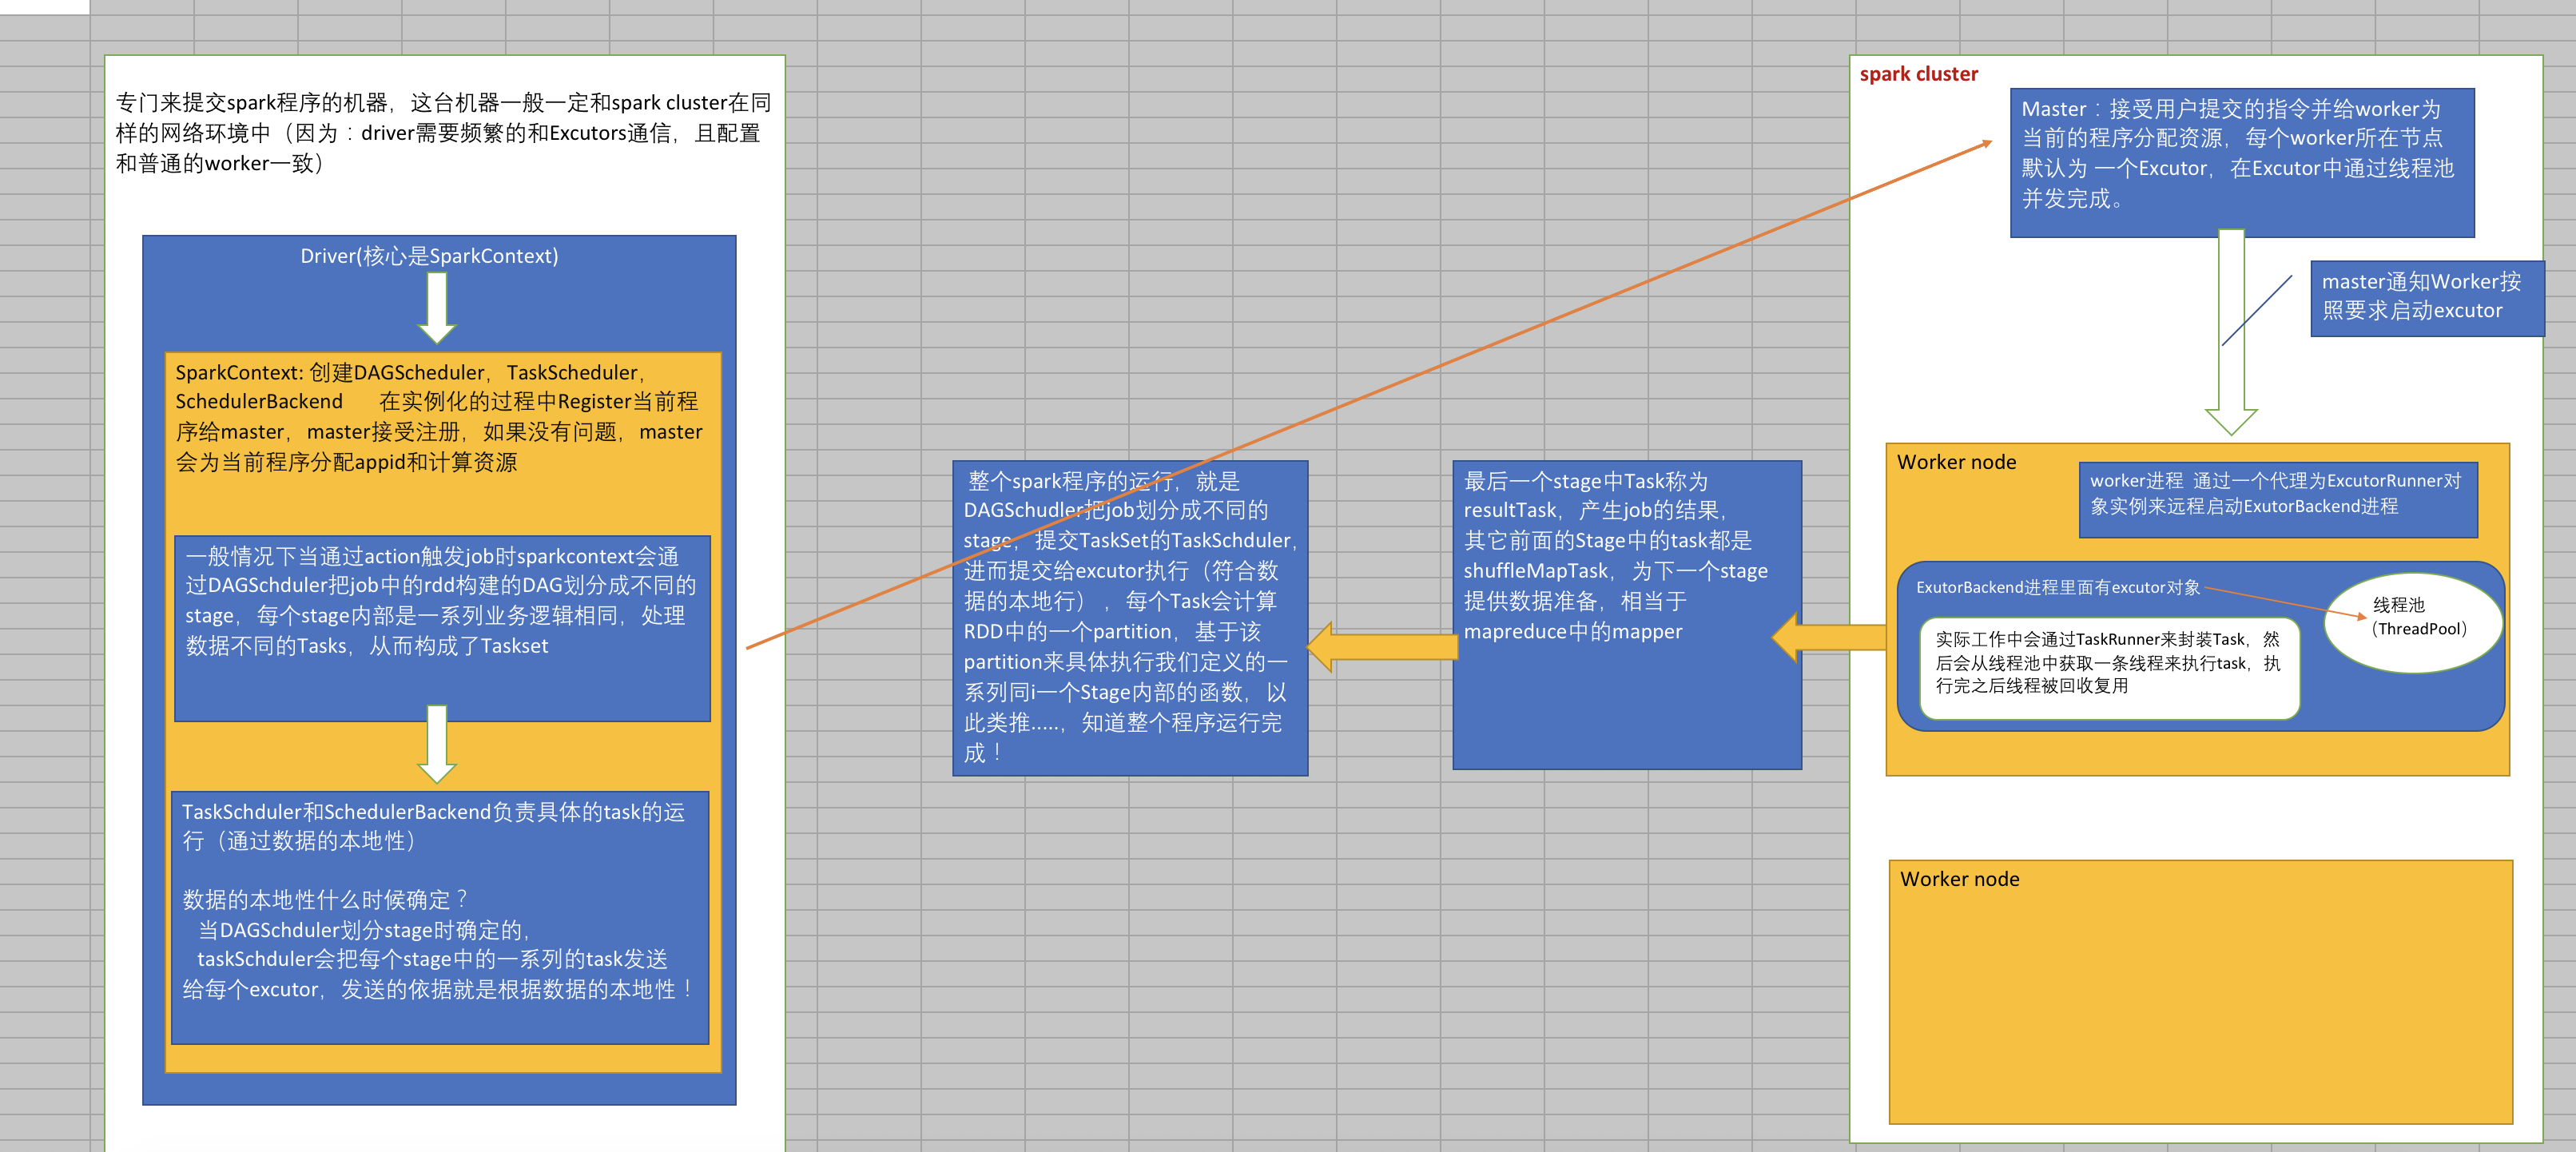 专门来提交spark程序的机器，这台机器一般一定和spark cluster在同
样的网络环境中（因为：driver需要频繁的和Excutors通信，且配置
和普通的worker一致）
Driver(核心是SparkContext)
SparkContext: 创建DAGScheduler，TaskScheduler，
SchedulerBackend 在实例化的过程中Register当前程
序给master，master接受注册，如果没有问题，master
会为当前程序分配appid和计算资源
一般情况下当通过action触发job时sparkcontext会通
过DAGSchduler把job中的rdd构建的DAG划分成不同的
stage，每个stage内部是一系列业务逻辑相同，处理
数据不同的Tasks，从而构成了Taskset
TaskSchduler和SchedulerBackend负责具体的task的运
行（通过数据的本地性）
数据的本地性什么时候确定？
当DAGSchduler划分stage时确定的，
taskSchduler会把每个stage中的一系列的task发送
给每个excutor，发送的依据就是根据数据的本地性！
整个spark程序的运行，就是
DAGSchudler把job划分成不同的
stage，提交TaskSet的TaskSchduler，
进而提交给excutor执行（符合数
据的本地行），每个Task会计算
RDD中的一个partition，基于该
partition来具体执行我们定义的一
系列同i一个Stage内部的函数，以
此类推.....，知道整个程序运行完
成！
最后一个stage中Task称为
resultTask，产生job的结果，
其它前面的Stage中的task都是
shuffleMapTask，为下一个stage
提供数据准备，相当于
mapreduce中的mapper
spark cluster
Master：接受用户提交的指令并给worker为
当前的程序分配资源，每个worker所在节点
默认为 一个Excutor，在Excutor中通过线程池
并发完成。
master通知Worker按
照要求启动excutor
Worker node
worker进程 通过一个代理为ExcutorRunner对
象实例来远程启动ExutorBackend进程
ExutorBackend进程里面有excutor对象
线程池
（ThreadPool）
实际工作中会通过TaskRunner来封装Task，然
后会从线程池中获取一条线程来执行task，执
行完之后线程被回收复用
Worker node